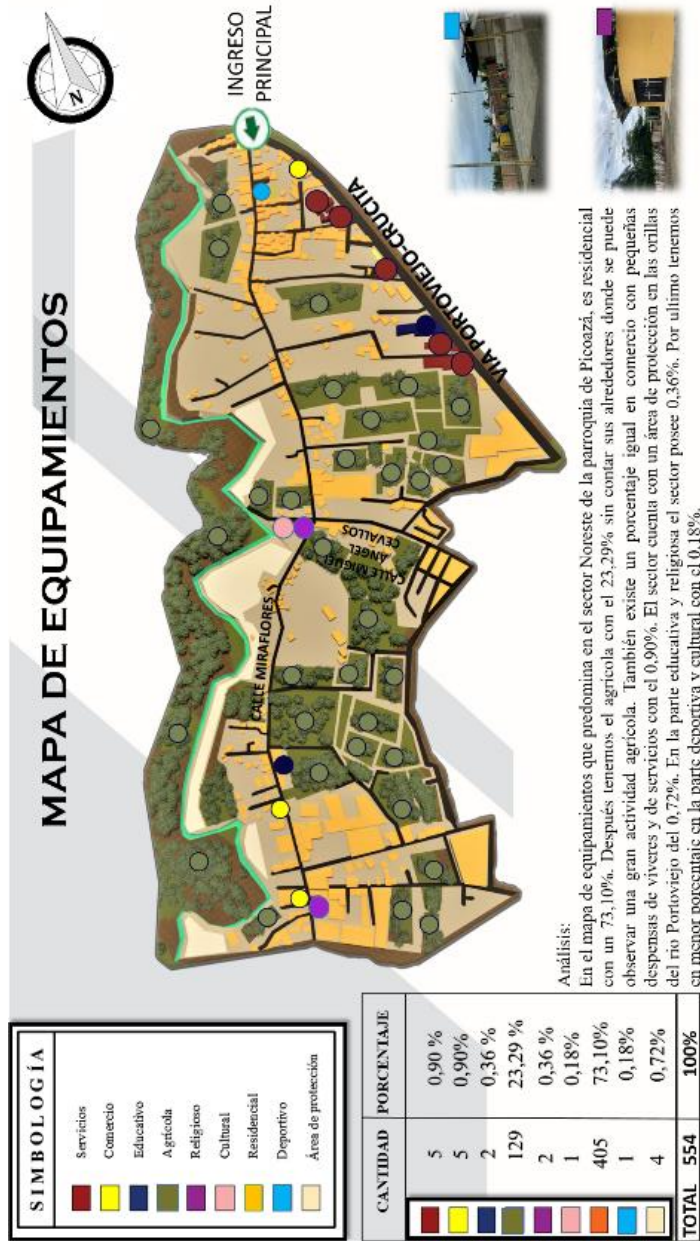 MAPA DE EQUIPAMIENTOS
N
INGRESO
PRINCIPAL
VIA PORTOVIEJO-CRUCITA
CALLE MIRAFLORES
CALLE MIGUEL
ANGEL
CEVALLOS
SIMBOLOGÍA
Servicios
Comercio
Educativo
Agrícola
Religioso
Cultural
Residencial
Deportivo
Área de protección
CANTIDAD PORCENTAJE
5 0,90 %
5 0,90%
2 0,36 %
129 23,29 %
2 0,36 %
1 0,18%
405 73,10%
1 0,18%
4 0,72%
TOTAL 554 100%
Análisis:
En el mapa de equipamientos que predomina en el sector Noreste de la parroquia de Picoazá, es residencial
con un 73,10%. Después tenemos el agrícola con el 23,29% sin contar sus alrededores donde se puede
observar una gran actividad agrícola. También existe un porcentaje igual en comercio con pequeñas
despensas de víveres y de servicios con el 0,90%. El sector cuenta con un área de protección en las orillas
del rio Portoviejo del 0,72%. En la parte educativa y religiosa el sector posee 0,36%. Por ultimo tenemos
en menor porcentaje en la parte deportiva y cultural con el 0,18%.